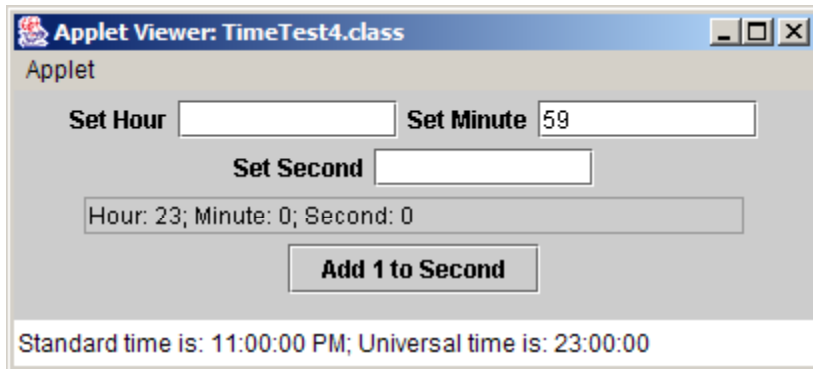 Applet Viewer: TimeTest4.class
Applet
Set Hour Set Minute 59
Set Second
Hour: 23; Minute: 0; Second: 0
Add 1 to Second
Standard time is: 11:00:00 PM; Universal time is: 23:00:00